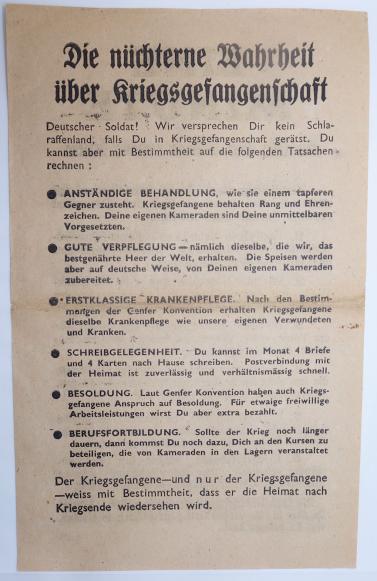 Die nüchterne Wahrheit
über Kriegsgefangenschaft
Deutscher Soldat! Wir versprechen Dir kein Schla-
raffenland, falls Du in Kriegsgefangenschaft gerätst. Du
kannst aber mit Bestimmtheit auf die folgenden Tatsachen
rechnen :
● ANSTÄNDIGE BEHANDLUNG, wie sie einem tapferen
Gegner zusteht. Kriegsgefangene behalten Rang und Ehren-
zeichen. Deine eigenen Kameraden sind Deine unmittelbaren
Vorgesetzten.
● GUTE VERPFLEGUNG—nämlich dieselbe, die wir, das
bestgenährte Heer der Welt, erhalten. Die Speisen werden
aber auf deutsche Weise, von Deinen eigenen Kameraden
zubereitet.
● ERSTKLASSIGE KRANKENPFLEGE. Nach den Bestim-
mungen der Genfer Konvention erhalten Kriegsgefangene
dieselbe Krankenpflege wie unsere eigenen Verwundeten
und Kranken.
● SCHREIBGELEGENHEIT. Du kannst im Monat 4 Briefe
und 4 Karten nach Hause schreiben. Postverbindung mit
der Heimat ist zuverlässig und verhältnismässig schnell.
● BESOLDUNG. Laut Genfer Konvention haben auch Kriegs-
gefangene Anspruch auf Besoldung. Für etwaige freiwillige
Arbeitsleistungen wirst Du aber extra bezahlt.
● BERUFSFORTBILDUNG. Sollte der Krieg noch länger
dauern, dann kommst Du noch dazu, Dich an den Kursen zu
beteiligen, die von Kameraden in den Lagern veranstaltet
werden.
Der Kriegsgefangene—und nur der Kriegsgefangene
—weiss mit Bestimmtheit, dass er die Heimat nach
Kriegsende wiedersehen wird.